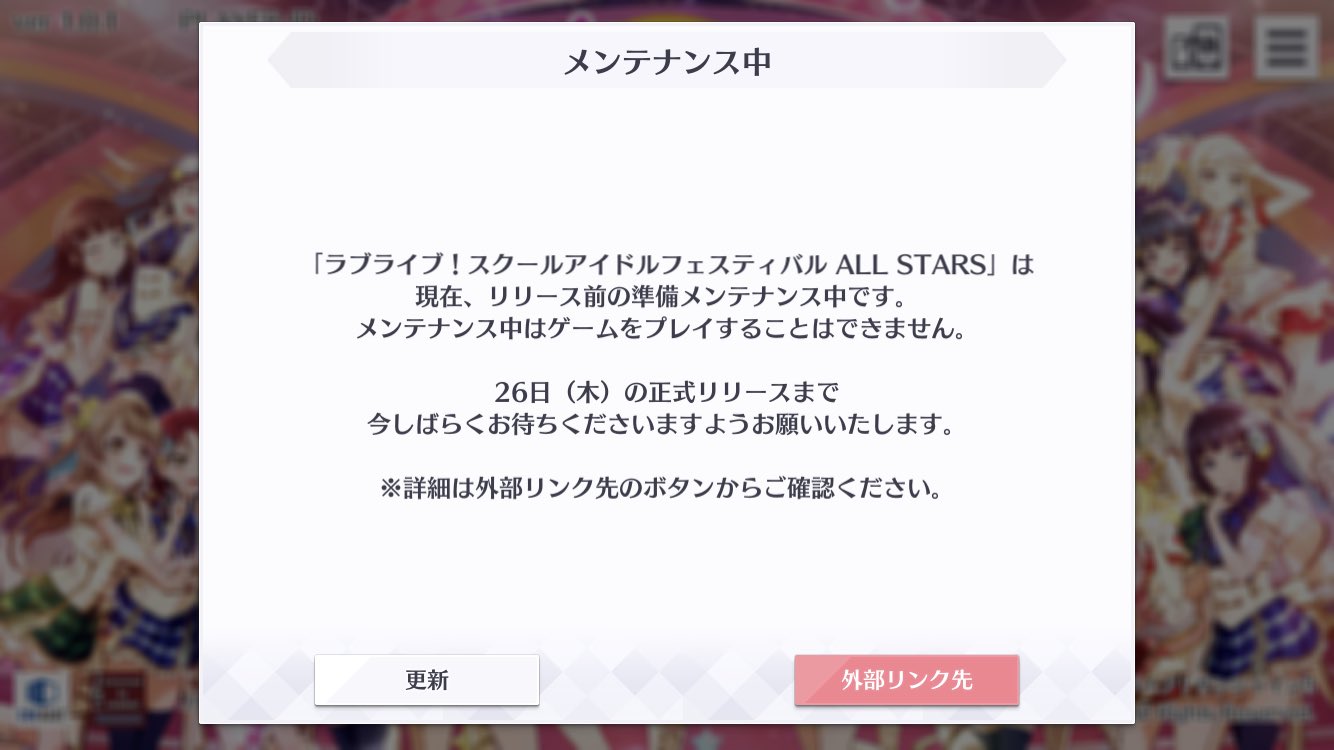 メンテナンス中
「ラブライブ！スクールアイドルフェスティバル ALL STARS」は
現在、リリース前の準備メンテナンス中です。
メンテナンス中はゲームをプレイすることはできません。
26日（木）の正式リリースまで
今しばらくお待ちくださいますようお願いいたします。
※詳細は外部リンク先のボタンからご確認ください。
更新
外部リンク先